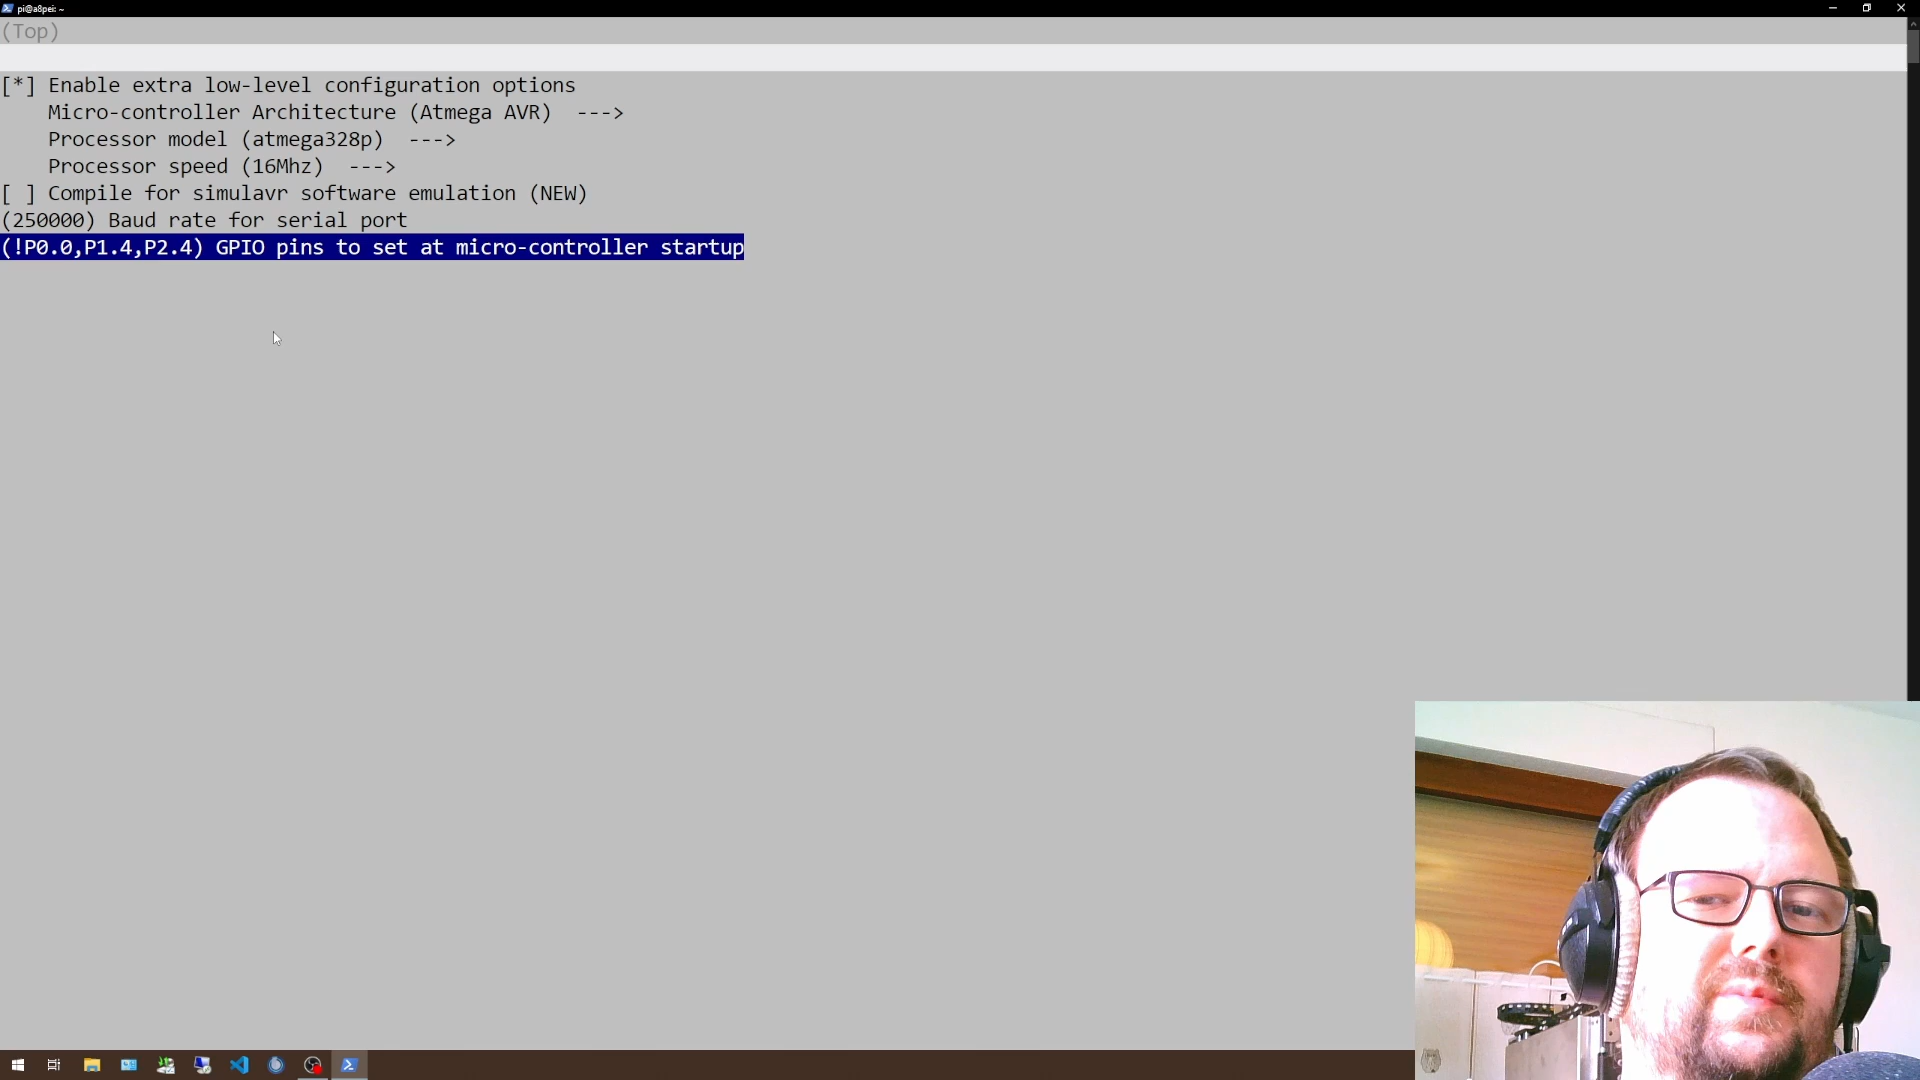 pi@a8pei: ~
(Top)
[*] Enable extra low-level configuration options
Micro-controller Architecture (Atmega AVR) --->
Processor model (atmega328p) --->
Processor speed (16Mhz) --->
[ ] Compile for simulavr software emulation (NEW)
(250000) Baud rate for serial port
(!P0.0,P1.4,P2.4) GPIO pins to set at micro-controller startup